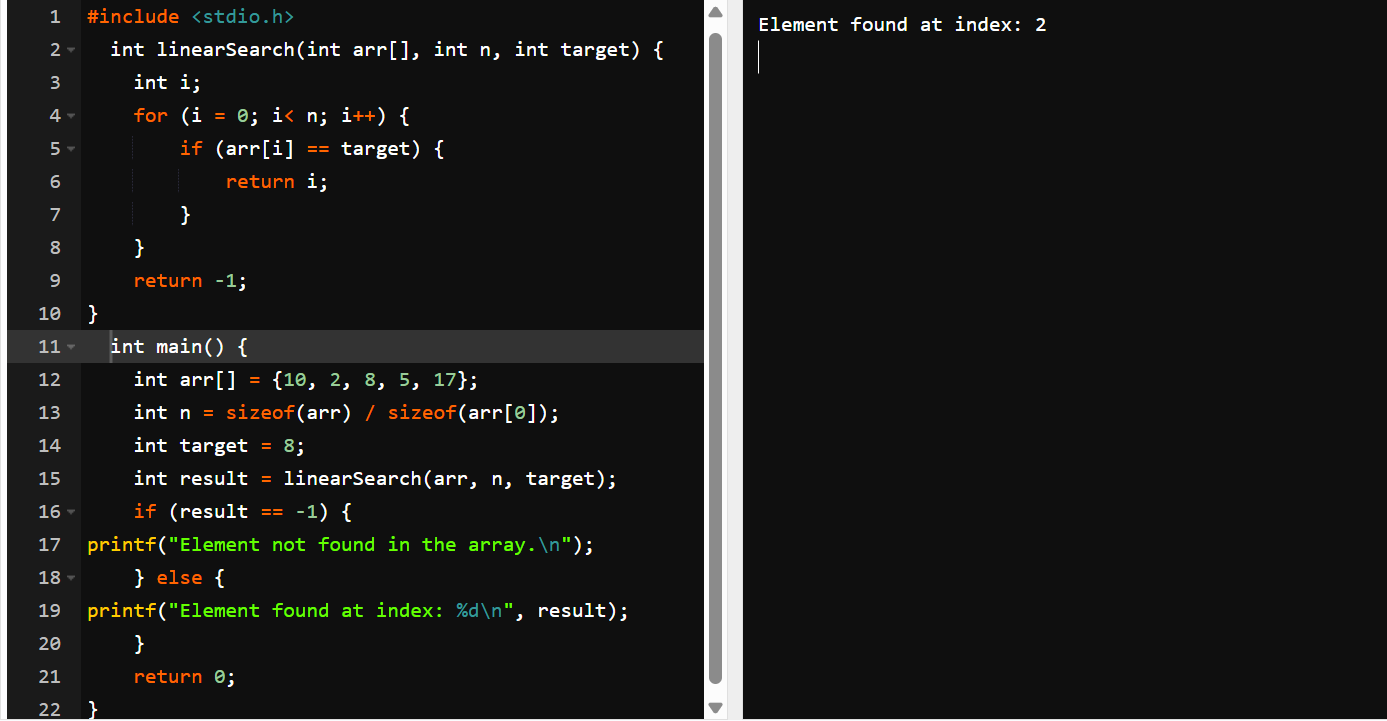 1 #include <stdio.h>
2   int linearSearch(int arr[], int n, int target) {
3     int i;
4     for (i = 0; i< n; i++) {
5         if (arr[i] == target) {
6             return i;
7         }
8     }
9     return -1;
10 }
11   int main() {
12     int arr[] = {10, 2, 8, 5, 17};
13     int n = sizeof(arr) / sizeof(arr[0]);
14     int target = 8;
15     int result = linearSearch(arr, n, target);
16     if (result == -1) {
17 printf("Element not found in the array.\n");
18     } else {
19 printf("Element found at index: %d\n", result);
20     }
21     return 0;
22 }
Element found at index: 2